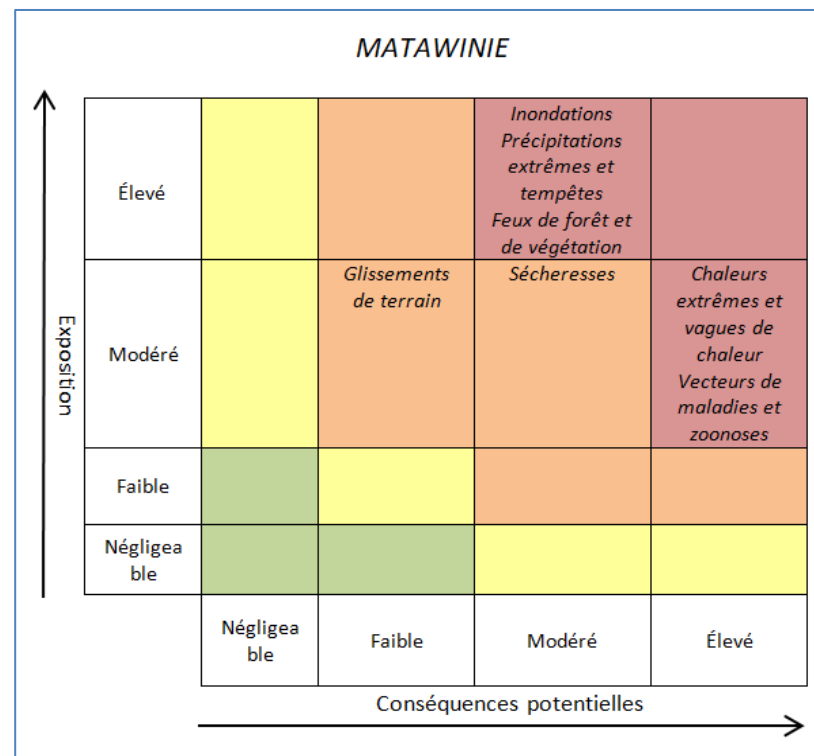 MATAWINIE
Exposition
Élevé
Inondations
Précipitations
extrêmes et
tempêtes
Feux de forêt et
de végétation
Modéré
Glissements
de terrain
Sécheresses
Chaleurs
extrêmes et
vagues de
chaleur
Vecteurs de
maladies et
zoonoses
Faible
Négligea
ble
Négligea
ble
Faible
Modéré
Élevé
Conséquences potentielles